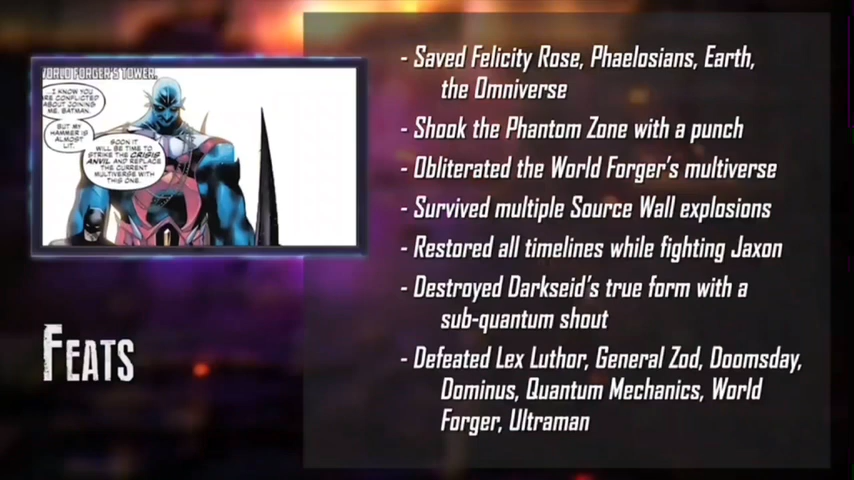 WORLD FORGER'S TOWER.
...I KNOW YOU
ARE CONFLICTED
ABOUT JOINING
ME, BATMAN.
BUT MY
HAMMER IS
ALMOST
LIT.
SOON IT
WILL BE TIME TO
STRIKE THE CRISIS
ANVIL AND REPLACE
THE CURRENT
MULTIVERSE WITH
THIS ONE.
FEATS
- Saved Felicity Rose, Phaelosians, Earth,
the Omniverse
- Shook the Phantom Zone with a punch
- Obliterated the World Forger's multiverse
- Survived multiple Source Wall explosions
- Restored all timelines while fighting Jaxon
- Destroyed Darkseid's true form with a
sub-quantum shout
- Defeated Lex Luthor, General Zod, Doomsday,
Dominus, Quantum Mechanics, World
Forger, Ultraman